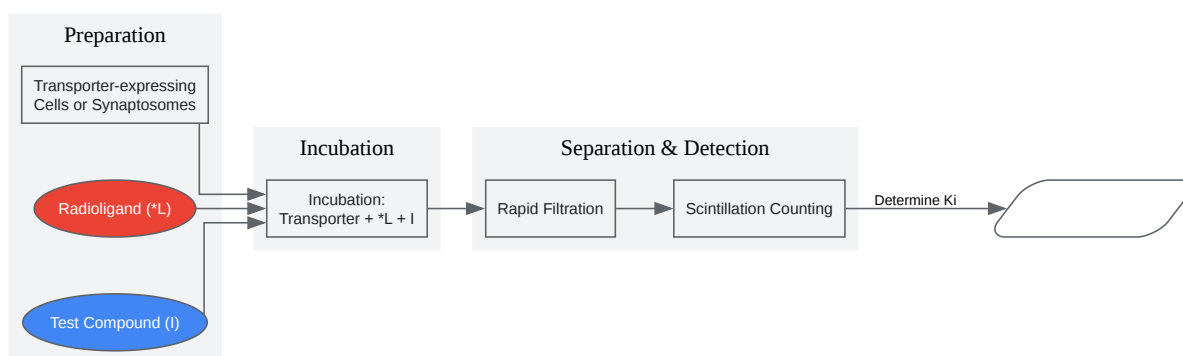 Preparation
Transporter-expressing
Cells or Synaptosomes
Radioligand (*L)
Test Compound (I)
Incubation
Incubation:
Transporter + *L + I
Separation & Detection
Rapid Filtration
Scintillation Counting
Determine Ki